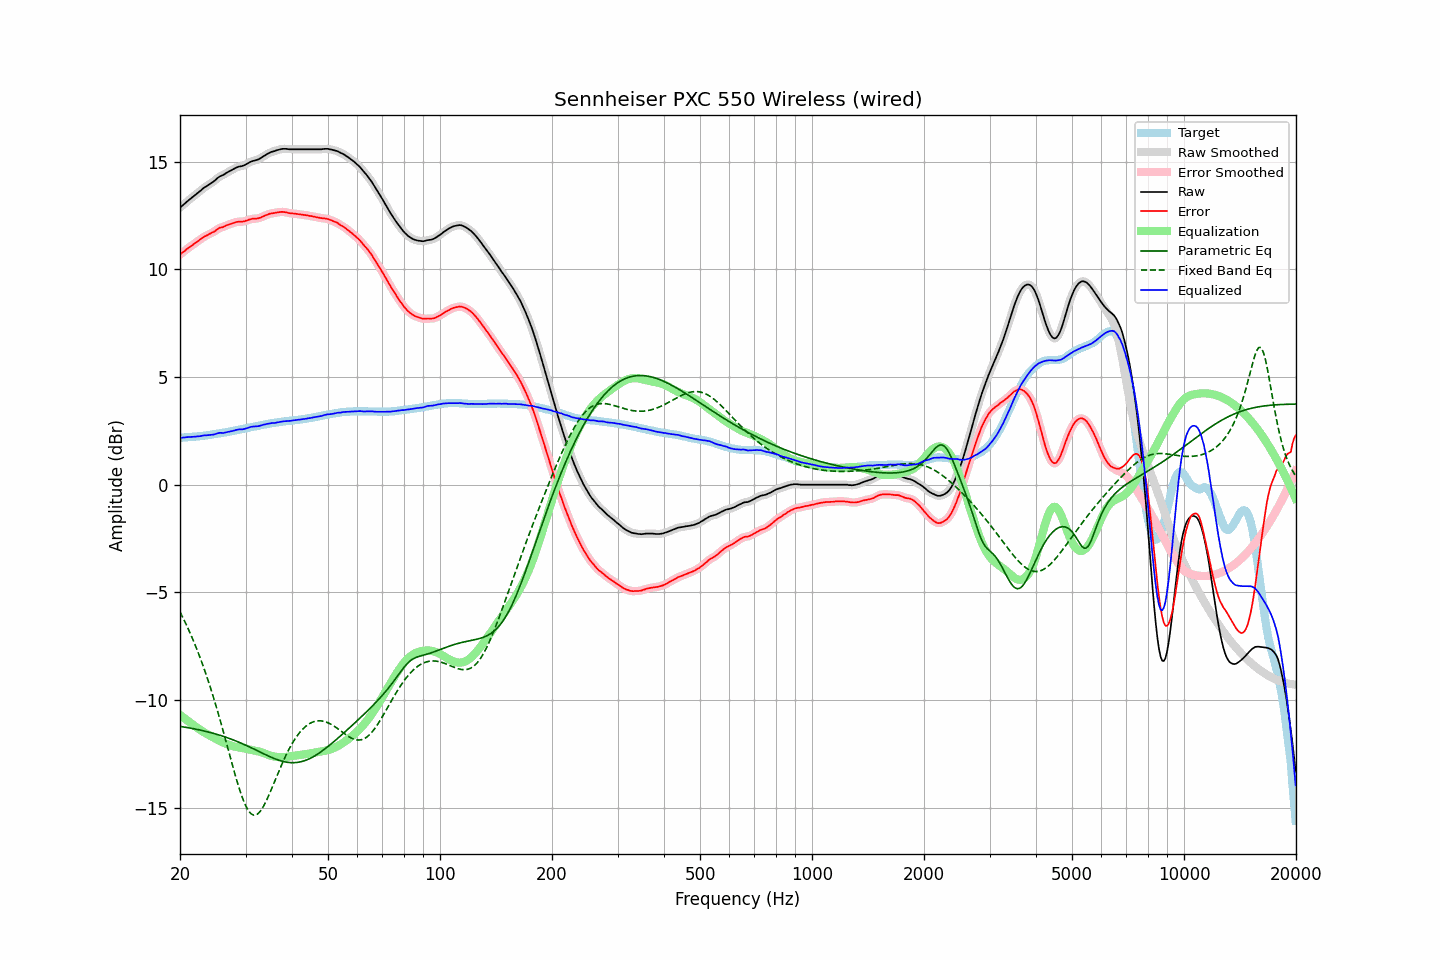 Sennheiser PXC 550 Wireless (wired)
Target
Raw Smoothed
Error Smoothed
Raw
Error
Equalization
Parametric Eq
Fixed Band Eq
Equalized
Amplitude (dBr)
15
10
5
0
−5
−10
−15
20 50 100 200 500 1000 2000 5000 10000 20000
Frequency (Hz)